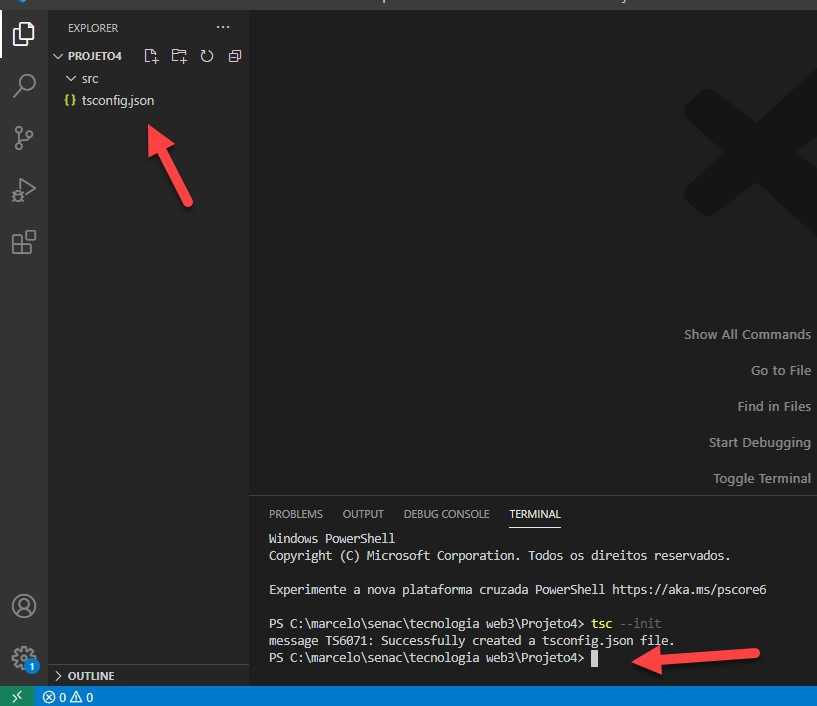 EXPLORER
PROJETO4
src
{} tsconfig.json
Show All Commands
Go to File
Find in Files
Start Debugging
Toggle Terminal
PROBLEMS OUTPUT DEBUG CONSOLE TERMINAL
Windows PowerShell
Copyright (C) Microsoft Corporation. Todos os direitos reservados.
Experimente a nova plataforma cruzada PowerShell https://aka.ms/pscore6
PS C:\marcelo\senac\tecnologia web3\Projeto4> tsc --init
message TS6071: Successfully created a tsconfig.json file.
PS C:\marcelo\senac\tecnologia web3\Projeto4>
1
OUTLINE
0 0